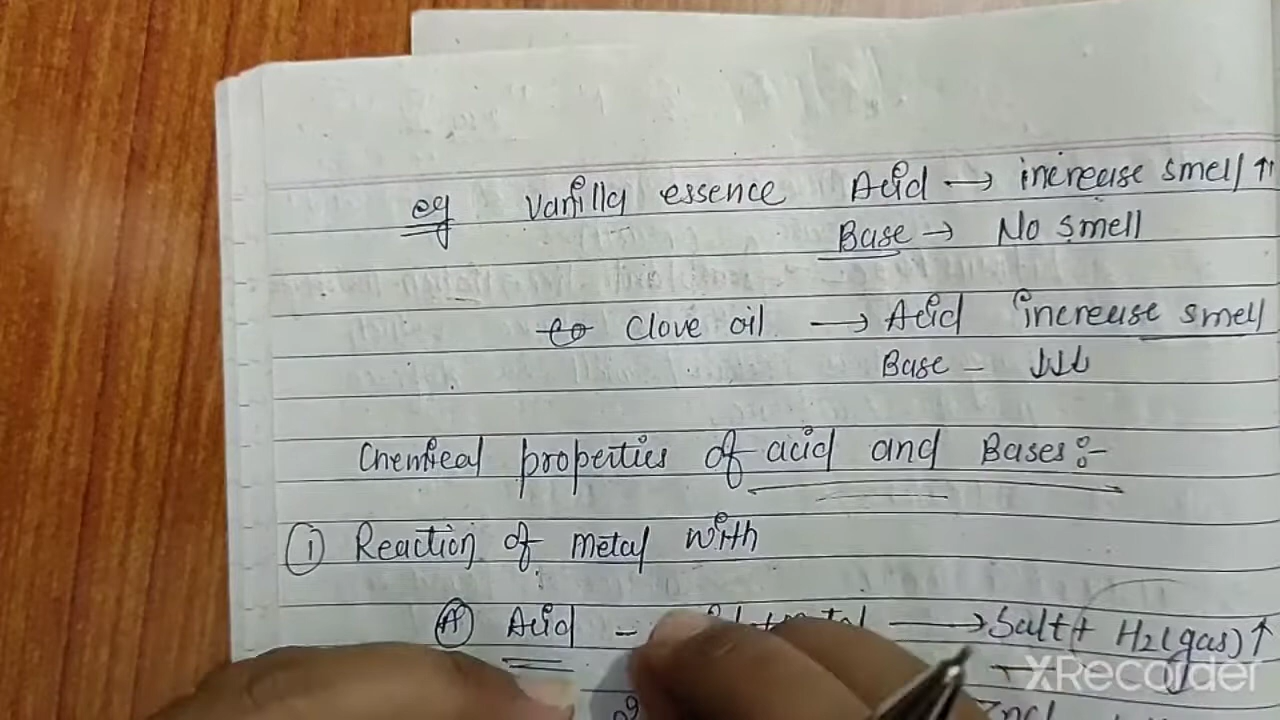 eg Vanilla essence Acid → increase smell ↑
Base → No smell
Clove oil → Acid increase smell
Base - ↓↓↓
Chemical properties of acid and Bases:-
① Reaction of metal with
Ⓐ Acid - → Salt + H2(gas) ↑
XRecorder